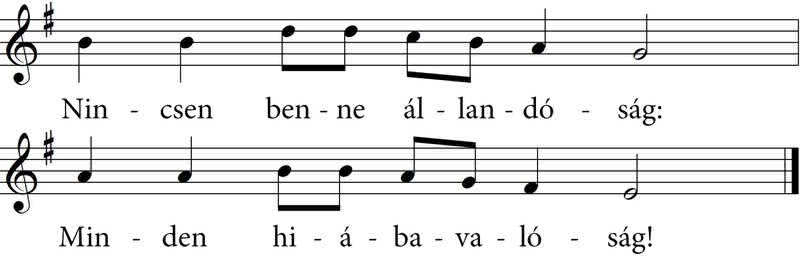 Nin - csen ben - ne ál - lan - dó - ság:
Min - den hi - á - ba - va - ló - ság!